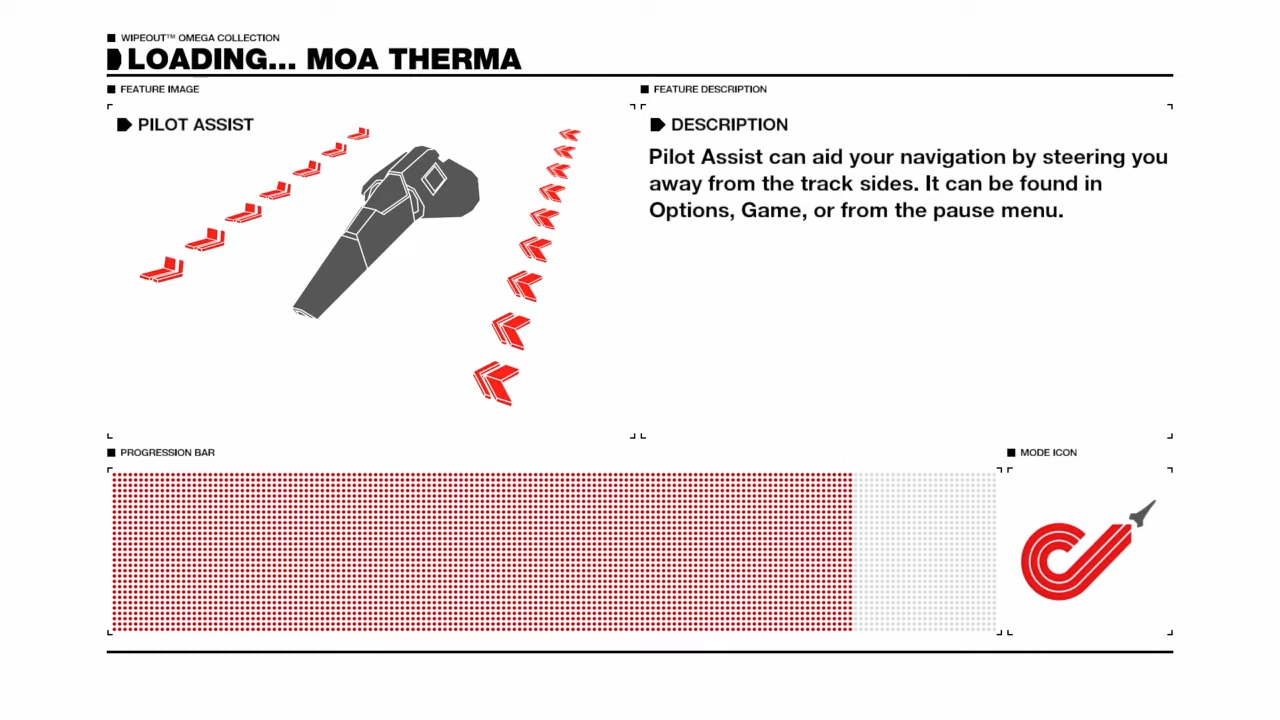 WIPEOUT™ OMEGA COLLECTION
LOADING... MOA THERMA
FEATURE IMAGE
PILOT ASSIST
FEATURE DESCRIPTION
DESCRIPTION
Pilot Assist can aid your navigation by steering you
away from the track sides. It can be found in
Options, Game, or from the pause menu.
PROGRESSION BAR
MODE ICON